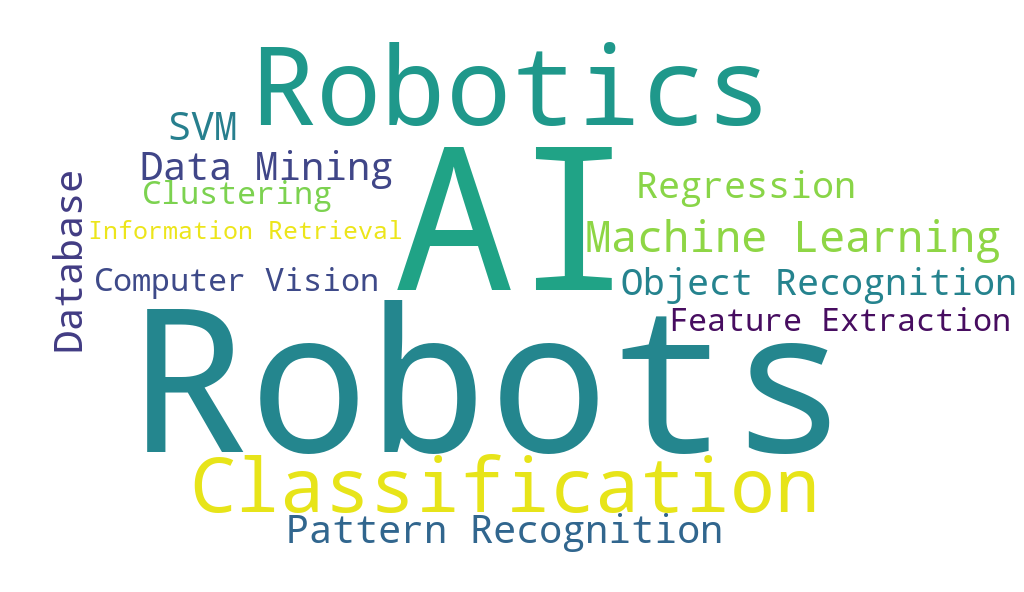 Robotics
SVM
AI
Data Mining
Regression
Clustering
Database
Information Retrieval
Machine Learning
Computer Vision
Object Recognition
Feature Extraction
Robots
Classification
Pattern Recognition